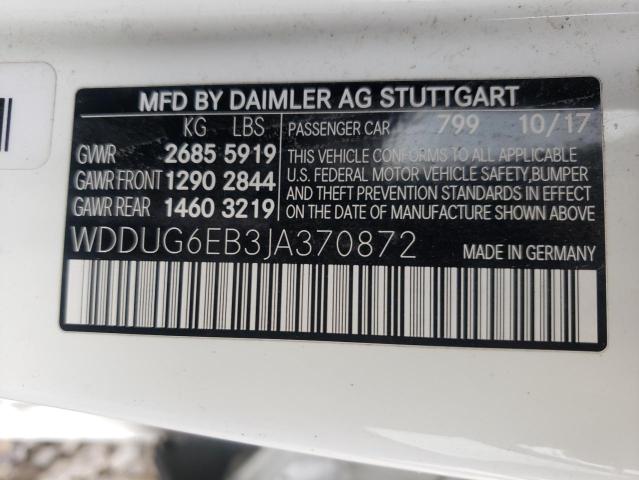 MFD BY DAIMLER AG STUTTGART
KG LBS
GVWR 2685 5919
GAWR FRONT 1290 2844
GAWR REAR 1460 3219
PASSENGER CAR 799 10/17
THIS VEHICLE CONFORMS TO ALL APPLICABLE
U.S. FEDERAL MOTOR VEHICLE SAFETY,BUMPER
AND THEFT PREVENTION STANDARDS IN EFFECT
ON THE DATE OF MANUFACTURE SHOWN ABOVE.
WDDUG6EB3JA370872
MADE IN GERMANY